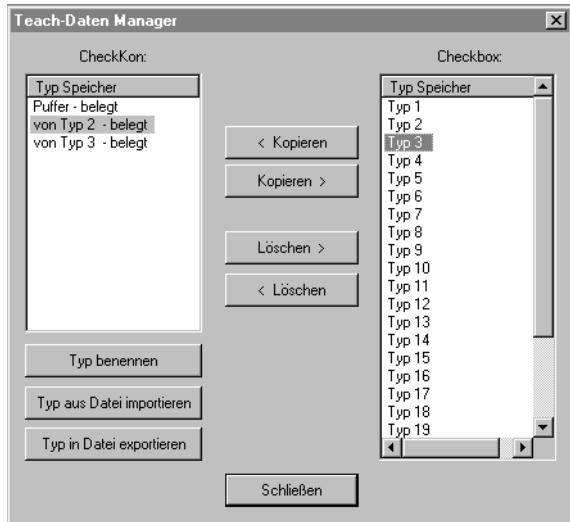 Teach-Daten Manager
CheckKon:
Typ Speicher
Puffer - belegt
von Typ 2 - belegt
von Typ 3 - belegt
Typ benennen
Typ aus Datei importieren
Typ in Datei exportieren
< Kopieren
Kopieren >
Löschen >
< Löschen
Schließen
Checkbox:
Typ Speicher
Typ 1
Typ 2
Typ 3
Typ 4
Typ 5
Typ 6
Typ 7
Typ 8
Typ 9
Typ 10
Typ 11
Typ 12
Typ 13
Typ 14
Typ 15
Typ 16
Typ 17
Typ 18
Typ 19